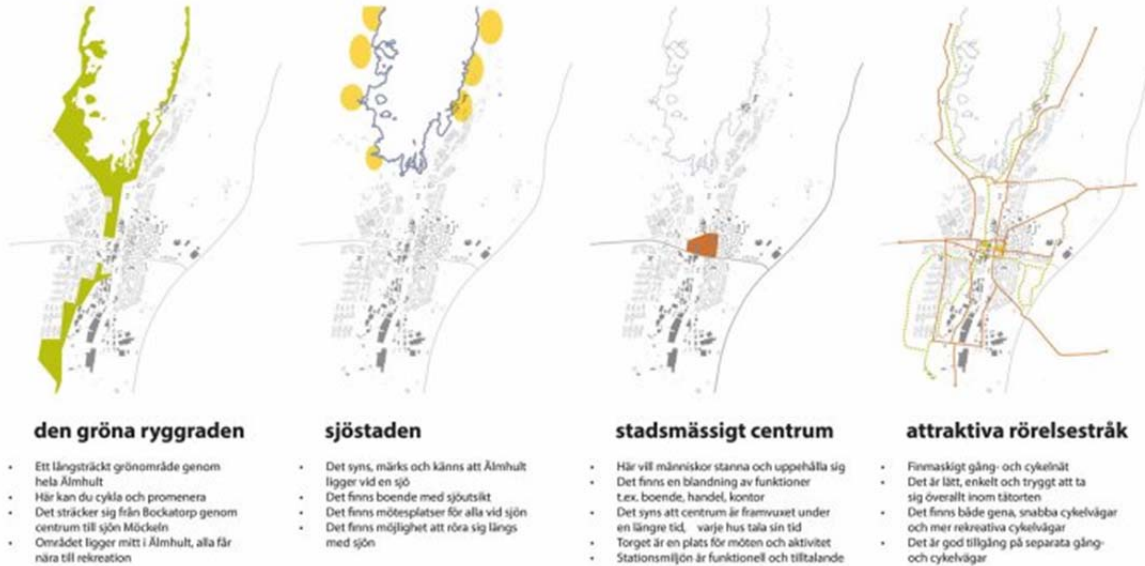 den gröna ryggraden
• Ett långsträckt grönområde genom
hela Älmhult
• Här kan du cykla och promenera
• Det sträcker sig från Bockatorp genom
centrum till sjön Möckeln
• Området ligger mitt i Älmhult, alla får
nära till rekreation
sjöstaden
• Det syns, märks och känns att Älmhult
ligger vid en sjö
• Det finns boende med sjöutsikt
• Det finns mötesplatser för alla vid sjön
• Det finns möjlighet att röra sig längs
med sjön
stadsmässigt centrum
• Här vill människor stanna och uppehålla sig
• Det finns en blandning av funktioner
t.ex. boende, handel, kontor
• Det syns att centrum är framvuxet under
en längre tid, varje hus tala sin tid
• Torget är en plats för möten och aktivitet
• Stationsmiljön är funktionell och tilltalande
attraktiva rörelsestråk
• Finmaskigt gång- och cykelnät
• Det är lätt, enkelt och tryggt att ta
sig överallt inom tätorten
• Det finns både gena, snabba cykelvägar
och mer rekreativa cykelvägar
• Det är god tillgång på separata gång-
och cykelvägar